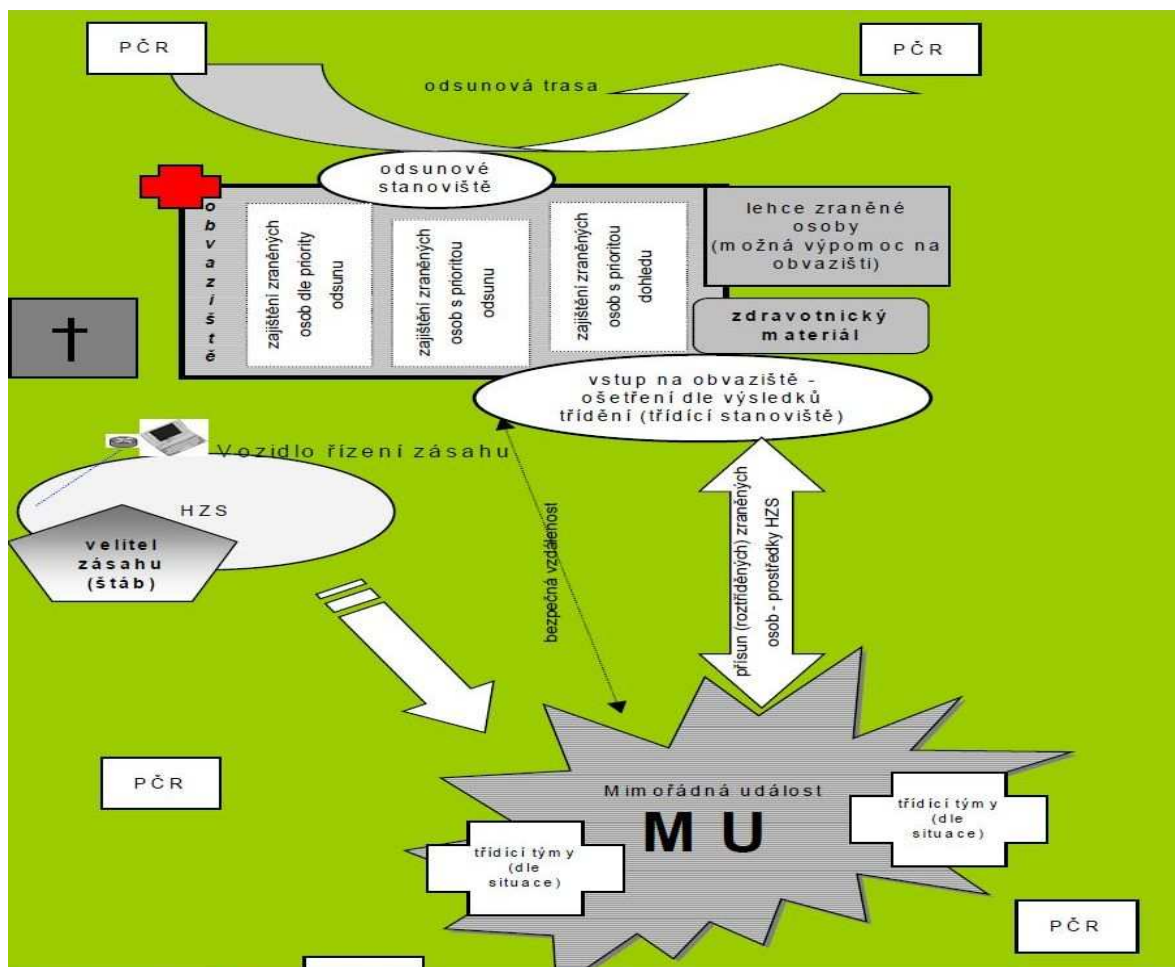 PČR
PČR
odsunová trasa
odsunové
stanoviště
obvaziště
zajištění zraněných
osob dle priority
odsunu
zajištění zraněných
osob s prioritou
odsunu
zajištění zraněných
osob s prioritou
dohledu
lehce zraněné
osoby
(možná výpomoc na
obvazišti)
zdravotnický
materiál
vstup na obvaziště -
ošetření dle výsledků
třídění (třídící stanoviště)
Vozidlo řízení zásahu
HZS
velitel
zásahu
(štáb)
bezpečná vzdálenost
přísun (roztříděných) zraněných
osob - prostředky HZS
PČR
Mimořádná událost
MU
třídící týmy
(dle
situace)
třídící týmy
(dle
situace)
PČR